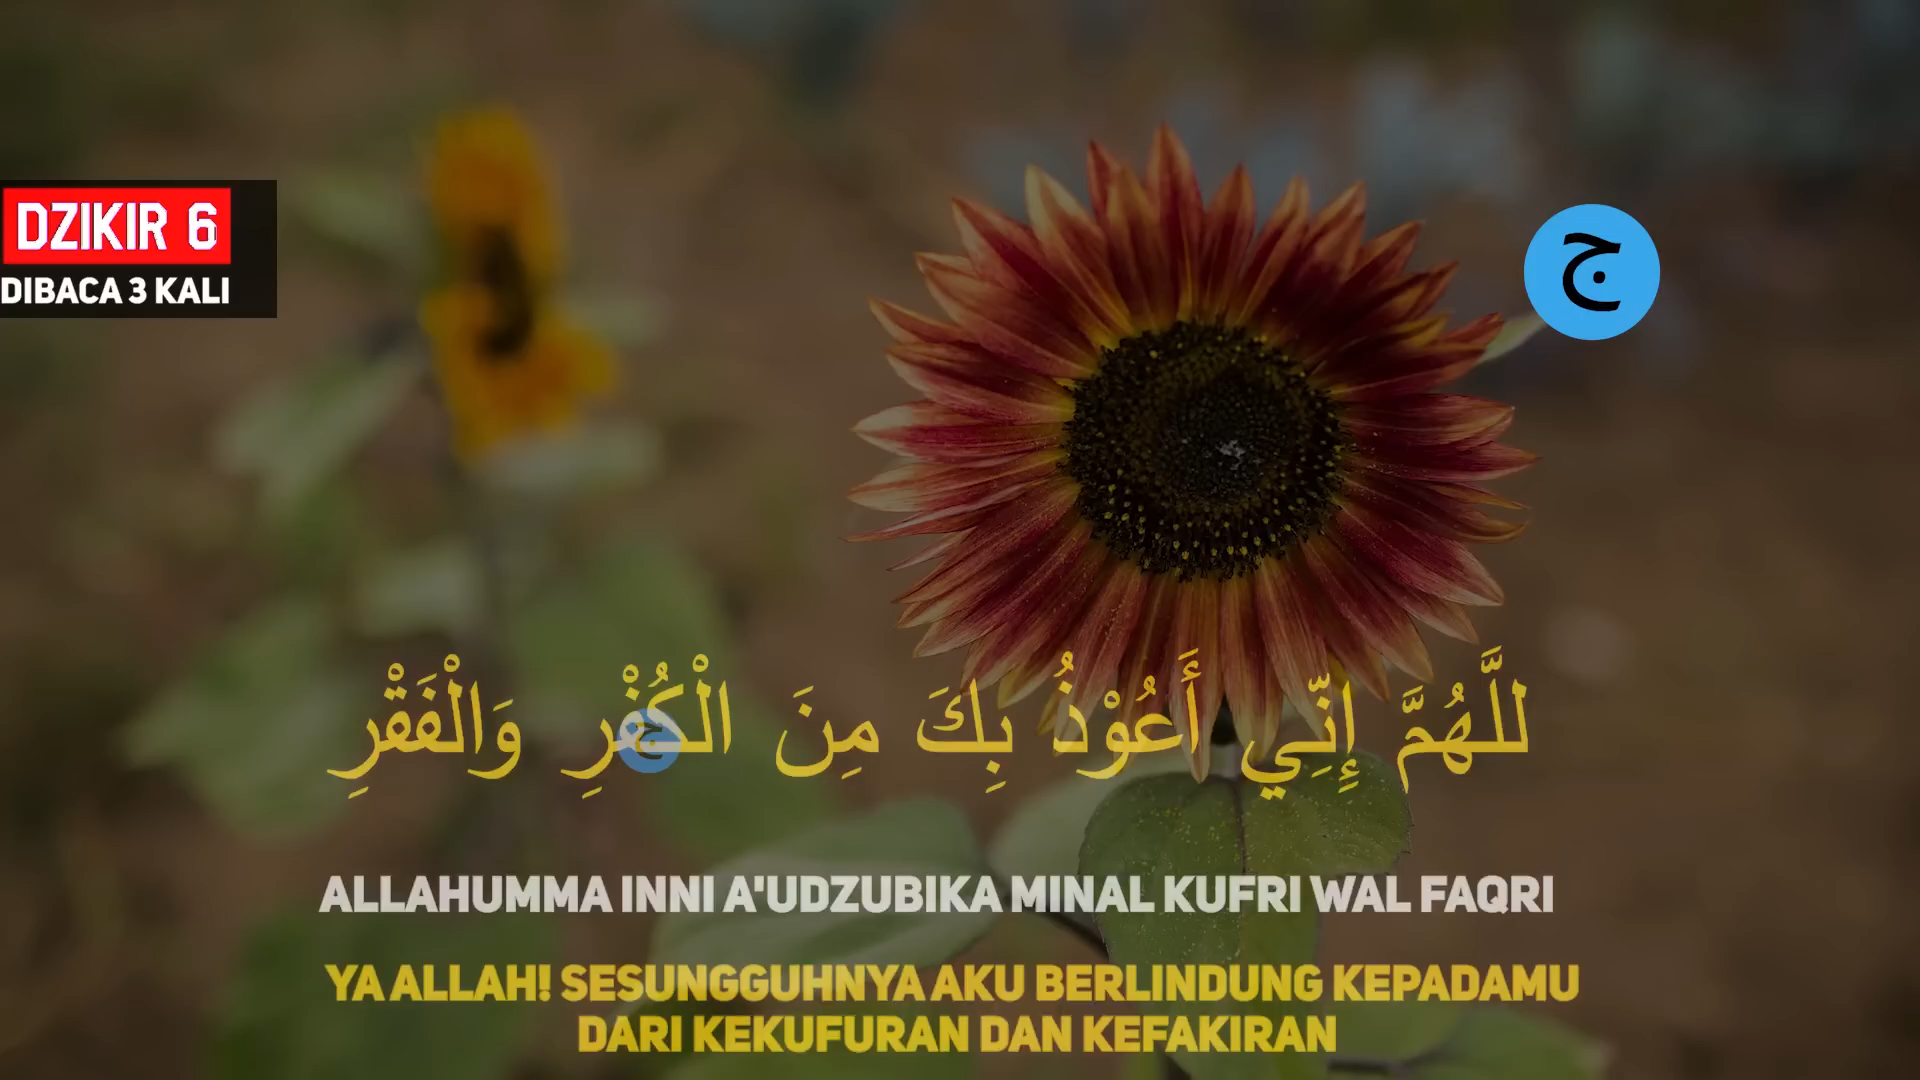 DZIKIR 6
DIBACA 3 KALI
ج
للَّهُمَّ إِنِّي أَعُوْذُ بِكَ مِنَ الْكُفْرِ وَالْفَقْرِ
ج
ALLAHUMMA INNI A'UDZUBIKA MINAL KUFRI WAL FAQRI
YA ALLAH! SESUNGGUHNYA AKU BERLINDUNG KEPADAMU
DARI KEKUFURAN DAN KEFAKIRAN